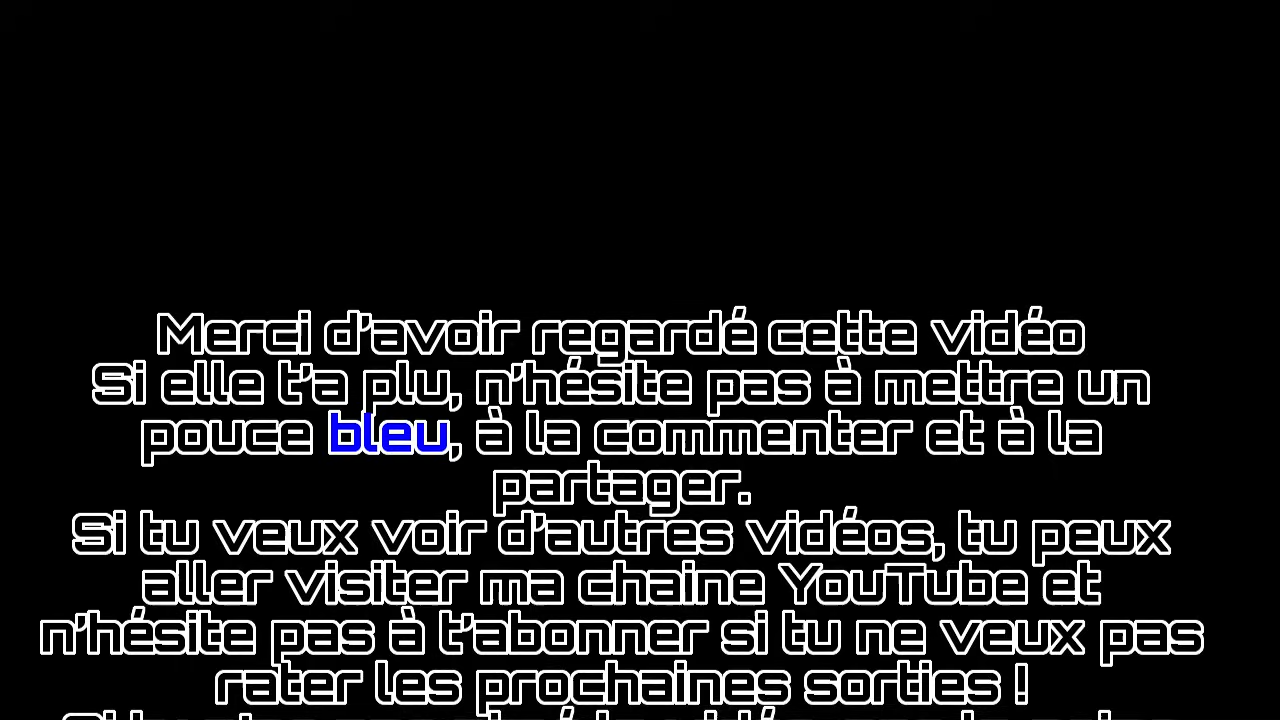 Merci d'avoir regardé cette vidéo
Si elle t'a plu, n'hésite pas à mettre un
pouce bleu, à la commenter et à la
partager.
Si tu veux voir d'autres vidéos, tu peux
aller visiter ma chaine YouTube et
n'hésite pas à t'abonner si tu ne veux pas
rater les prochaines sorties !